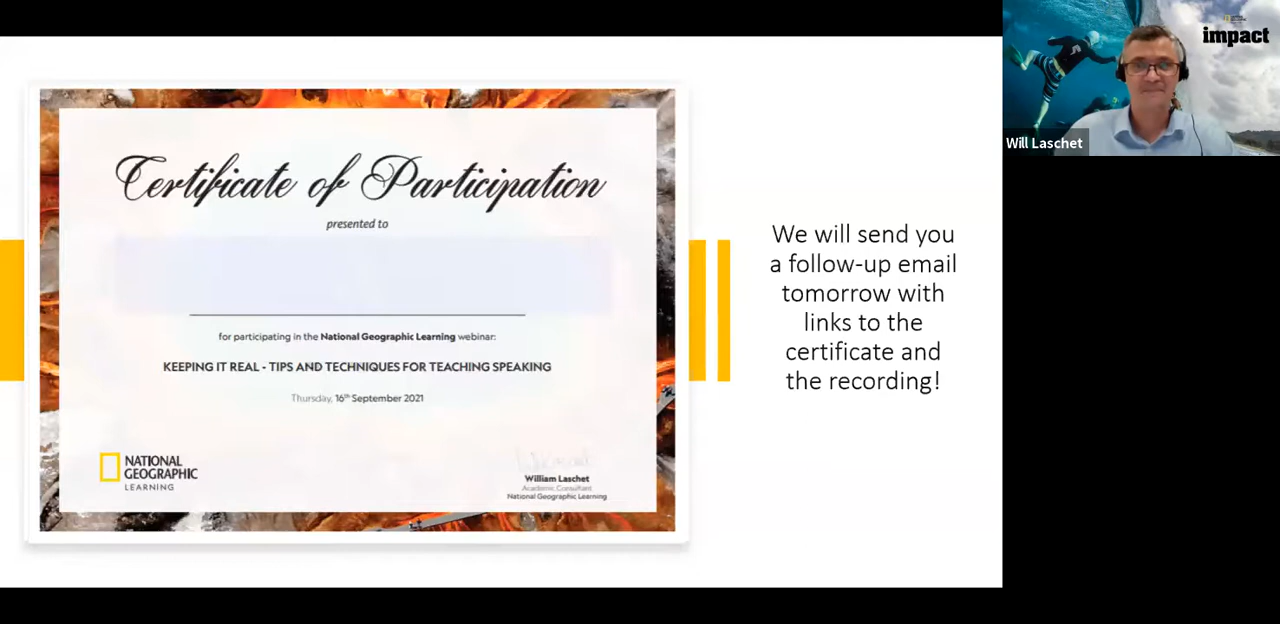 Certificate of Participation
presented to
for participating in the National Geographic Learning webinar:
KEEPING IT REAL - TIPS AND TECHNIQUES FOR TEACHING SPEAKING
Thursday, 16th September 2021
NATIONAL
GEOGRAPHIC
LEARNING
William Laschet
Academic Consultant
National Geographic Learning
We will send you
a follow-up email
tomorrow with
links to the
certificate and
the recording!
impact
Will Laschet